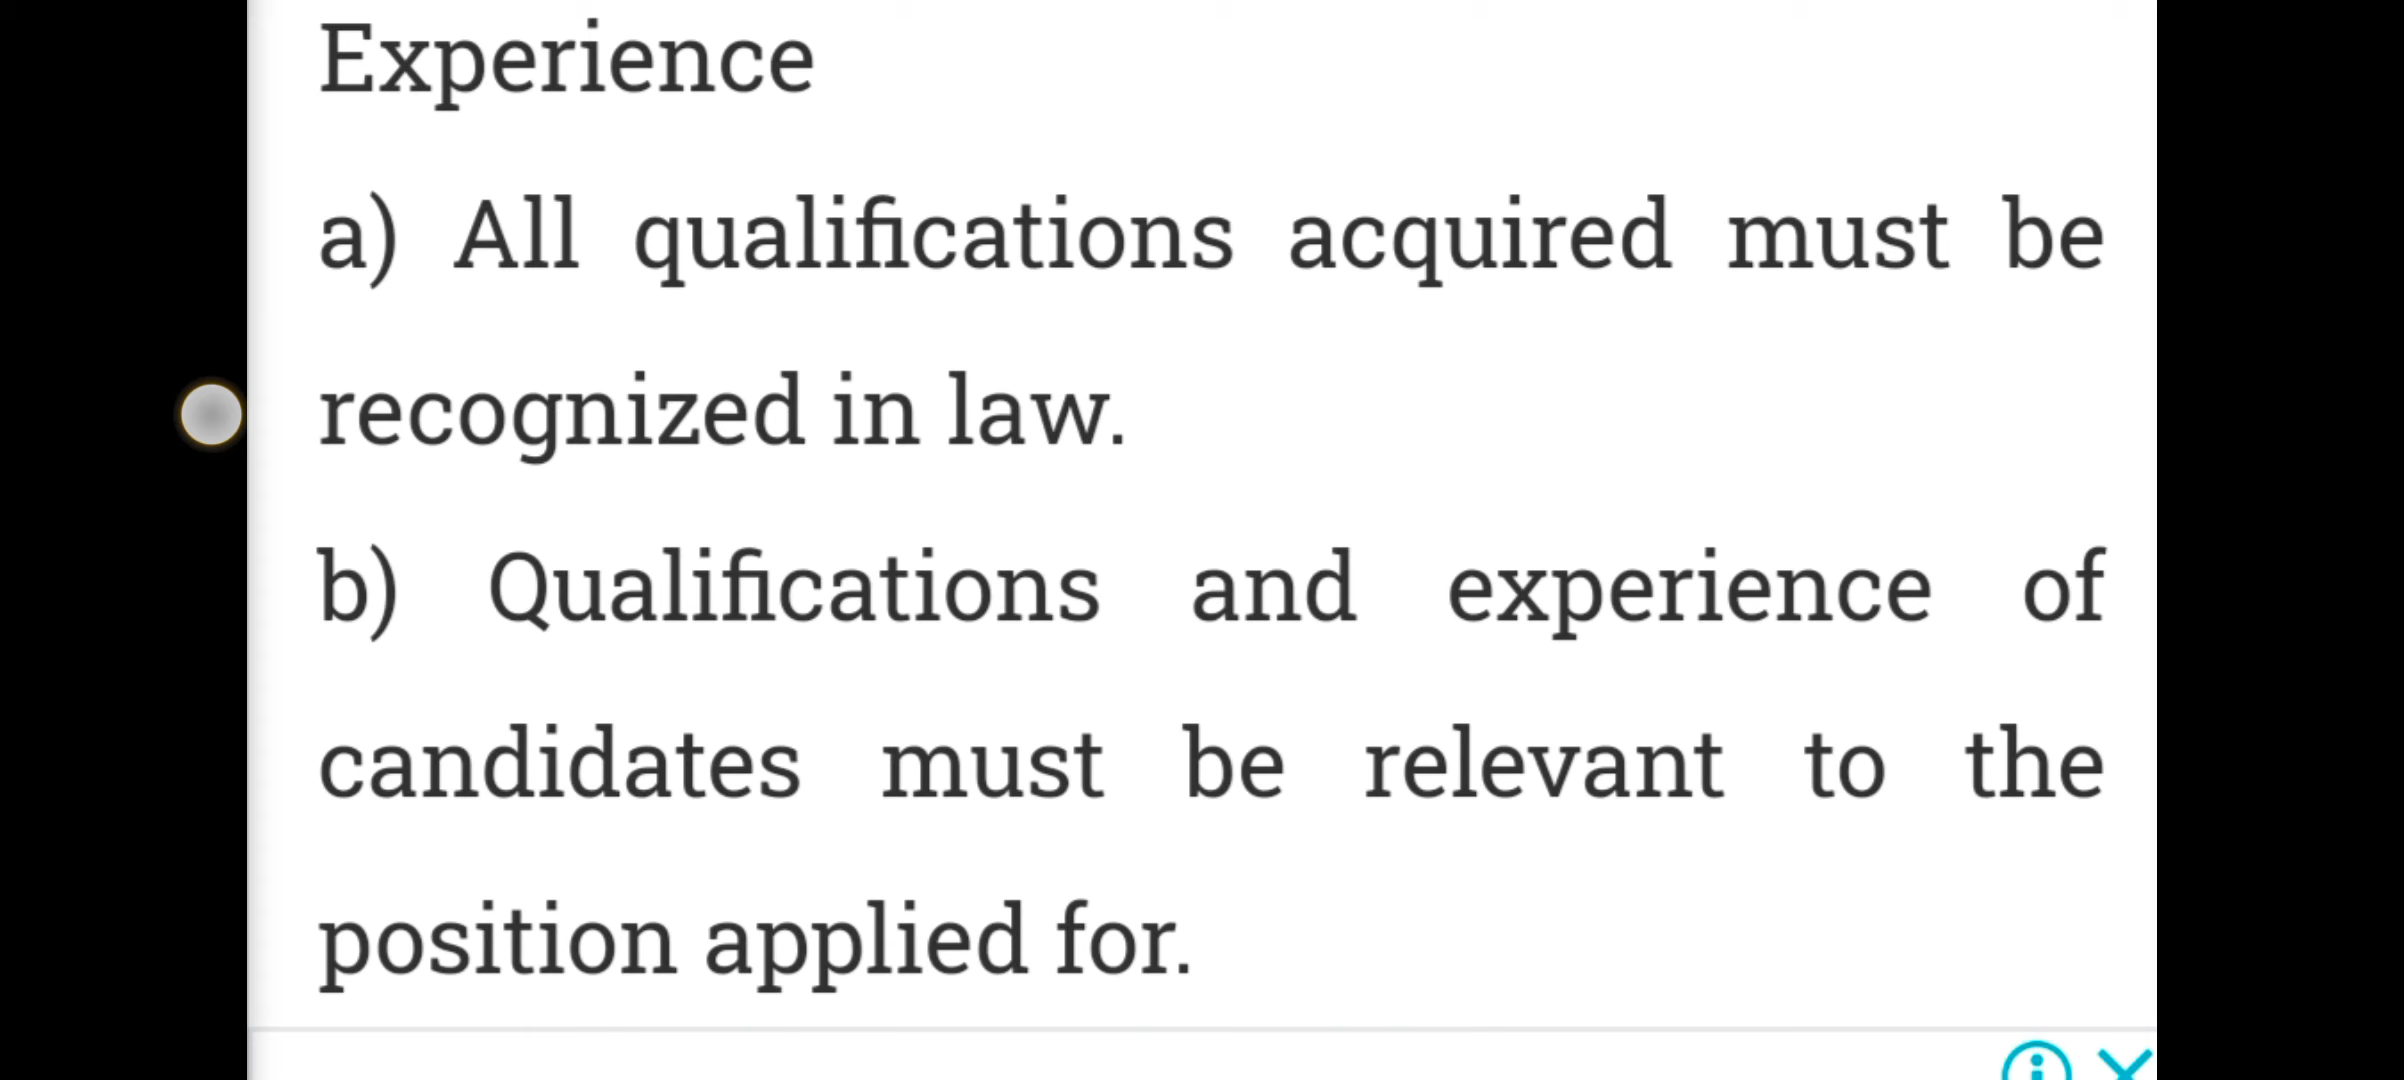 Experience
a) All qualifications acquired must be
recognized in law.
b) Qualifications and experience of
candidates must be relevant to the
position applied for.